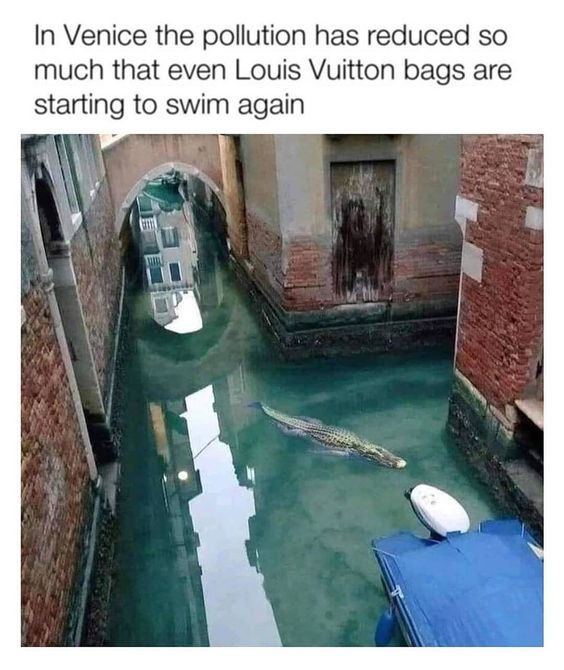 In Venice the pollution has reduced so
much that even Louis Vuitton bags are
starting to swim again